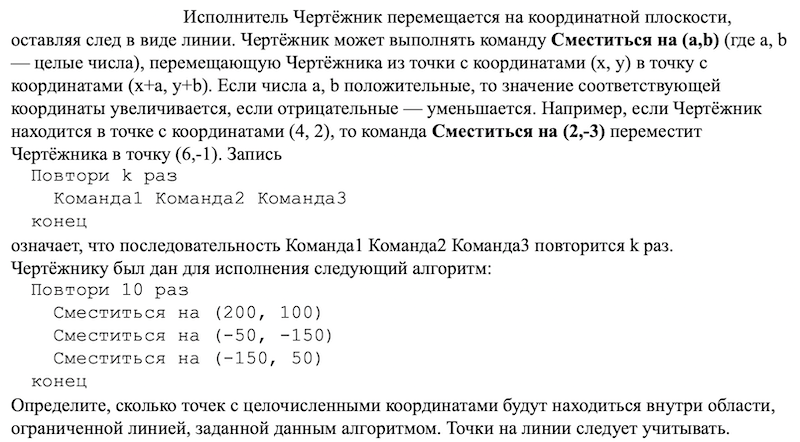 Исполнитель Чертёжник перемещается на координатной плоскости,
оставляя след в виде линии. Чертёжник может выполнять команду Сместиться на (a,b) (где a, b
— целые числа), перемещающую Чертёжника из точки с координатами (x, y) в точку с
координатами (x+a, y+b). Если числа a, b положительные, то значение соответствующей
координаты увеличивается, если отрицательные — уменьшается. Например, если Чертёжник
находится в точке с координатами (4, 2), то команда Сместиться на (2,-3) переместит
Чертёжника в точку (6,-1). Запись
Повтори k раз
Команда1 Команда2 Команда3
конец
означает, что последовательность Команда1 Команда2 Команда3 повторится k раз.
Чертёжнику был дан для исполнения следующий алгоритм:
Повтори 10 раз
Сместиться на (200, 100)
Сместиться на (-50, -150)
Сместиться на (-150, 50)
конец
Определите, сколько точек с целочисленными координатами будут находиться внутри области,
ограниченной линией, заданной данным алгоритмом. Точки на линии следует учитывать.